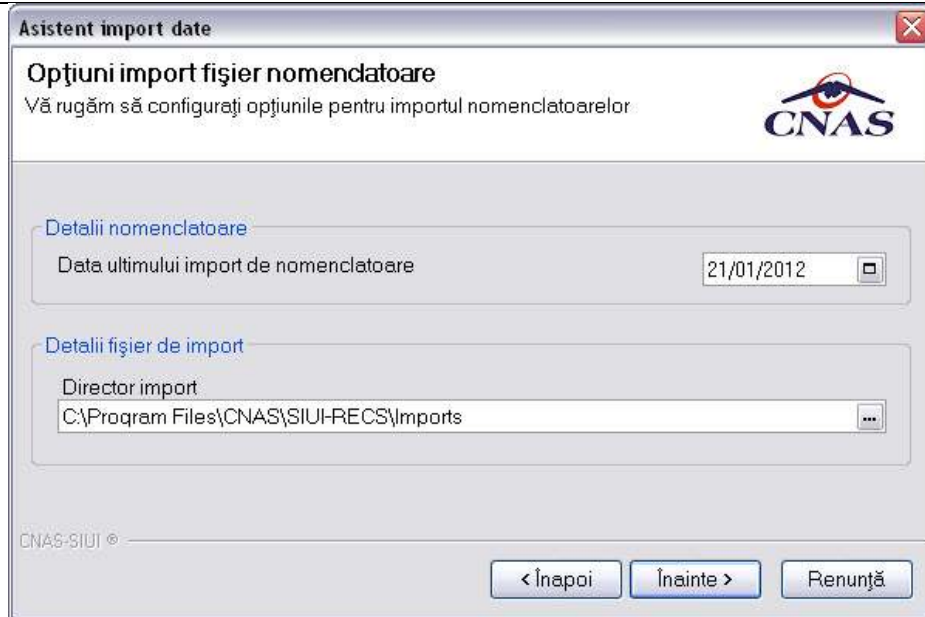 Asistent import date
Opţiuni import fişier nomenclatoare
Vă rugăm să configuraţi opţiunile pentru importul nomenclatoarelor
CNAS
Detalii nomenclatoare
Data ultimului import de nomenclatoare
21/01/2012
Detalii fişier de import
Director import
C:\Program Files\CNAS\SIUI-RECS\Imports
...
CNAS-SIUI ®
< Înapoi
Înainte >
Renunţă